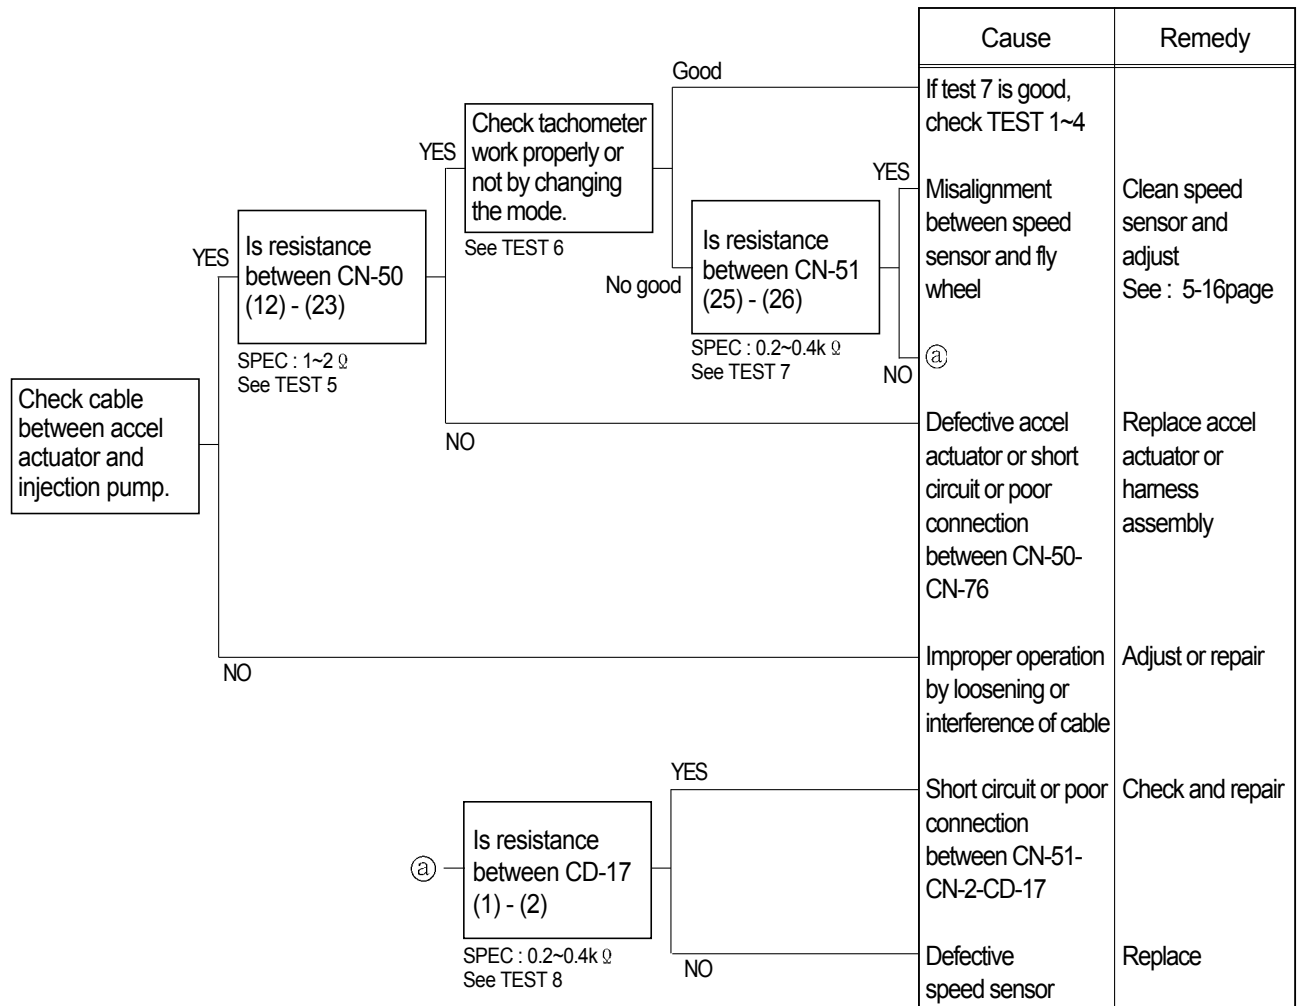 Cause
Remedy
Good
If test 7 is good,
check TEST 1~4
Check tachometer
work properly or
not by changing
the mode.
YES
See TEST 6
YES
Misalignment
between speed
sensor and fly
wheel
Clean speed
sensor and
adjust
See : 5-16page
Is resistance
between CN-50
(12) - (23)
YES
SPEC : 1~2 Ω
See TEST 5
No good
Is resistance
between CN-51
(25) - (26)
SPEC : 0.2~0.4k Ω
See TEST 7
NO
ⓐ
Check cable
between accel
actuator and
injection pump.
NO
Defective accel
actuator or short
circuit or poor
connection
between CN-50-
CN-76
Replace accel
actuator or
harness
assembly
NO
Improper operation
by loosening or
interference of cable
Adjust or repair
ⓐ
Is resistance
between CD-17
(1) - (2)
SPEC : 0.2~0.4k Ω
See TEST 8
YES
Short circuit or poor
connection
between CN-51-
CN-2-CD-17
Check and repair
NO
Defective
speed sensor
Replace